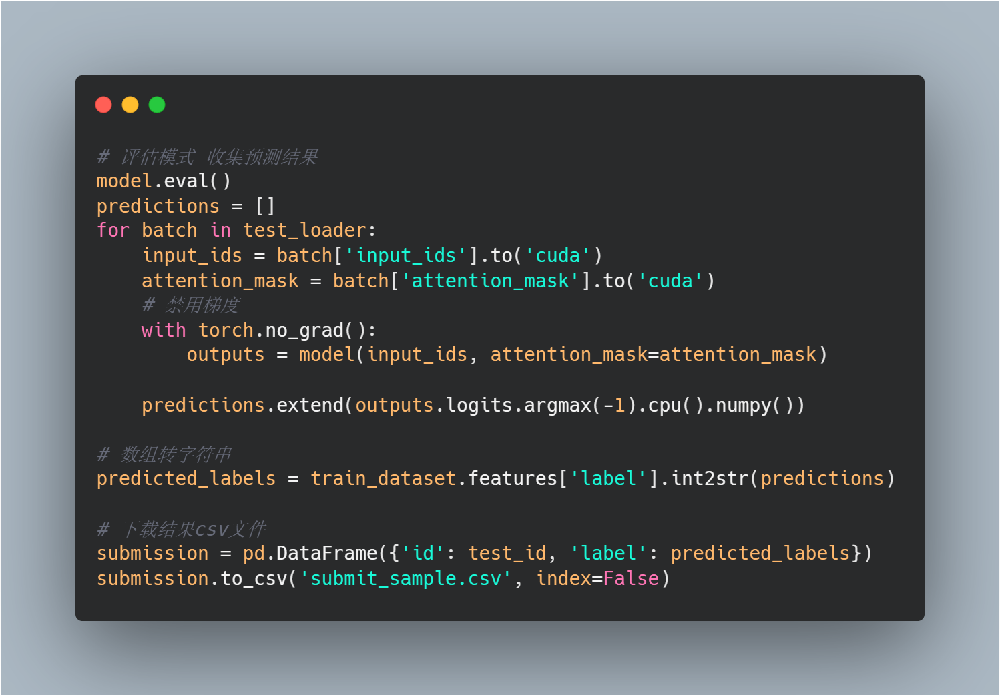 # 评估模式 收集预测结果
model.eval()
predictions = []
for batch in test_loader:
    input_ids = batch['input_ids'].to('cuda')
    attention_mask = batch['attention_mask'].to('cuda')
    # 禁用梯度
    with torch.no_grad():
        outputs = model(input_ids, attention_mask=attention_mask)
    predictions.extend(outputs.logits.argmax(-1).cpu().numpy())
# 数组转字符串
predicted_labels = train_dataset.features['label'].int2str(predictions)
# 下载结果csv文件
submission = pd.DataFrame({'id': test_id, 'label': predicted_labels})
submission.to_csv('submit_sample.csv', index=False)